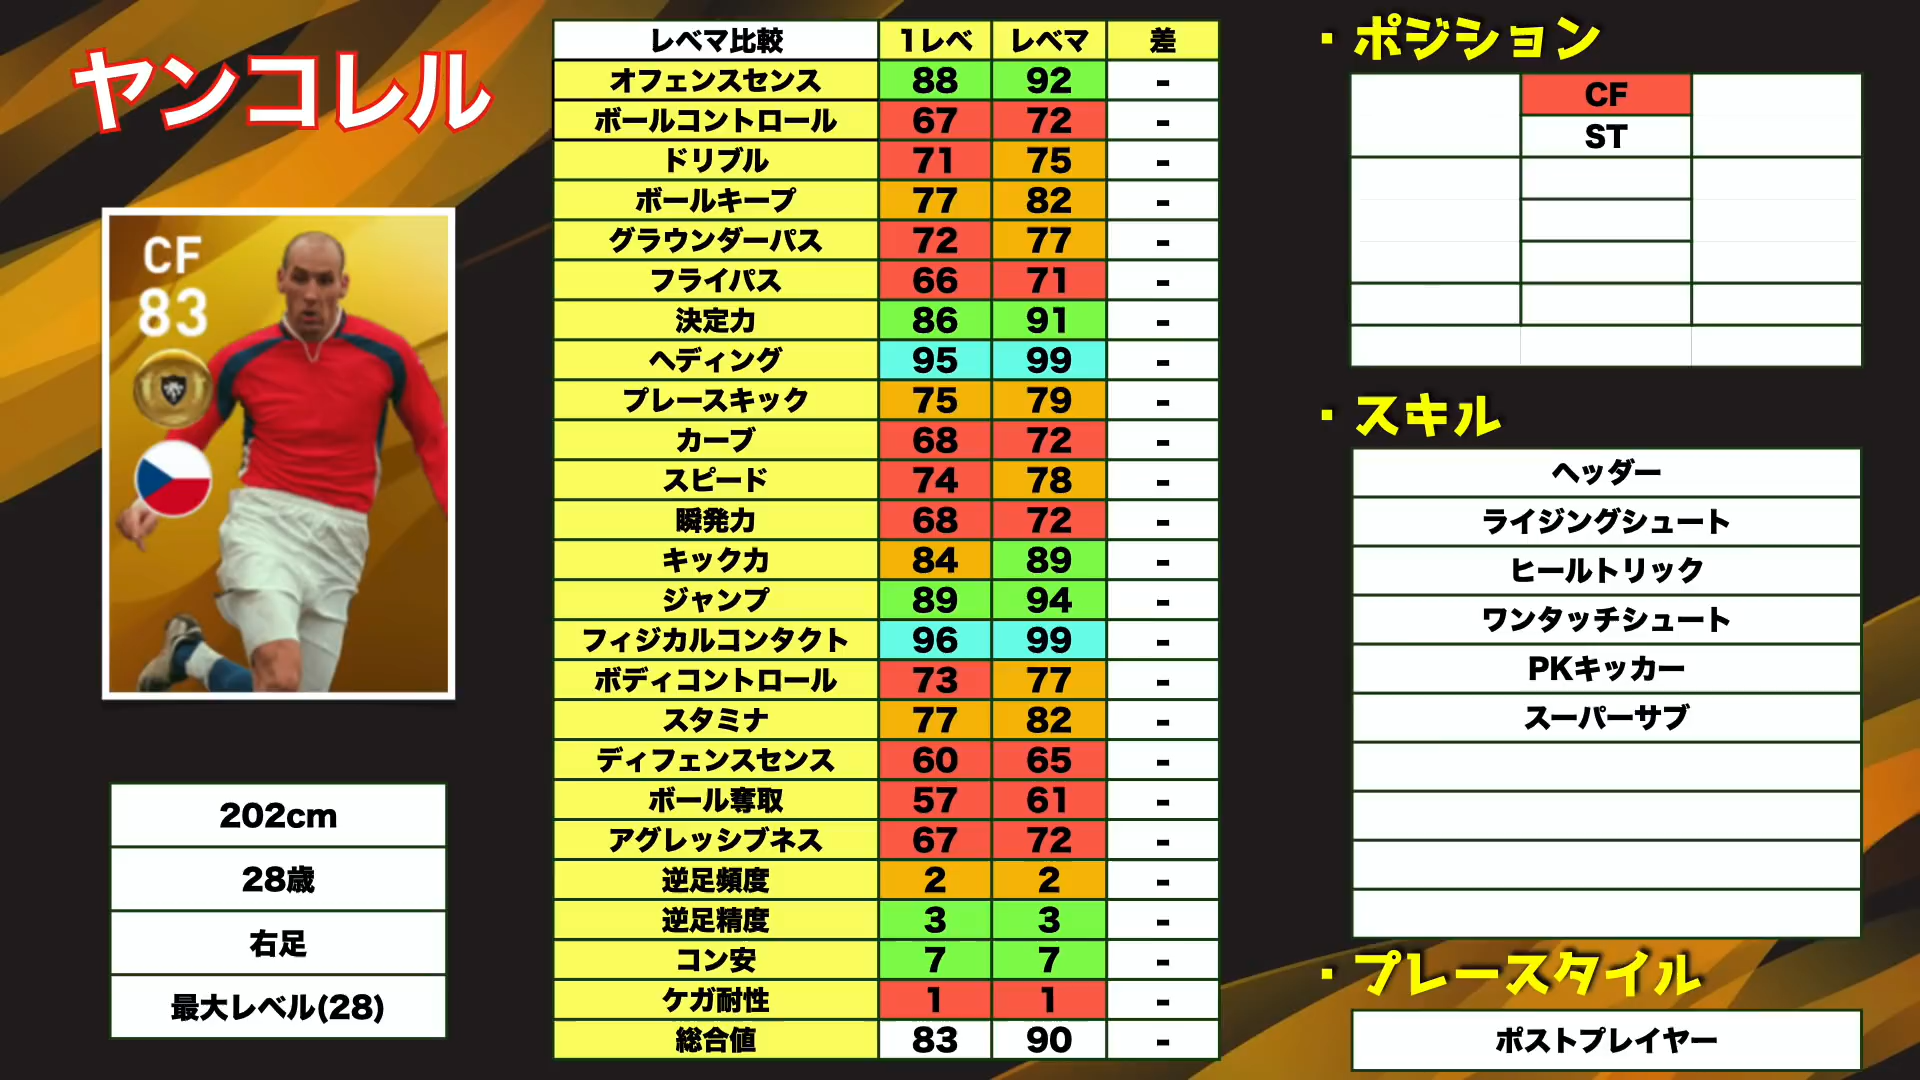 ヤンコレル
CF
83
202cm
28歳
右足
最大レベル(28)
レベマ比較 1レベ レベマ 差
オフェンスセンス 88 92 -
ボールコントロール 67 72 -
ドリブル 71 75 -
ボールキープ 77 82 -
グラウンダーパス 72 77 -
フライパス 66 71 -
決定力 86 91 -
ヘディング 95 99 -
プレースキック 75 79 -
カーブ 68 72 -
スピード 74 78 -
瞬発力 68 72 -
キック力 84 89 -
ジャンプ 89 94 -
フィジカルコンタクト 96 99 -
ボディコントロール 73 77 -
スタミナ 77 82 -
ディフェンスセンス 60 65 -
ボール奪取 57 61 -
アグレッシブネス 67 72 -
逆足頻度 2 2 -
逆足精度 3 3 -
コン安 7 7 -
ケガ耐性 1 1 -
総合値 83 90 -
・ポジション
CF
ST
・スキル
ヘッダー
ライジングシュート
ヒールトリック
ワンタッチシュート
PKキッカー
スーパーサブ
・プレースタイル
ポストプレイヤー